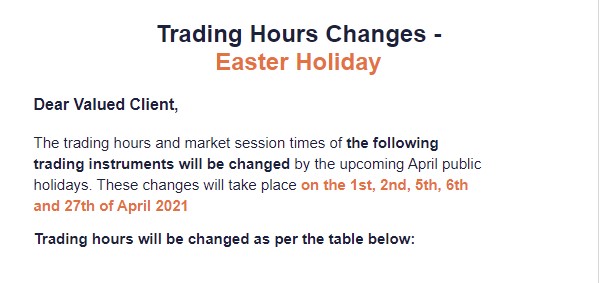 Trading Hours Changes -
Easter Holiday
Dear Valued Client,
The trading hours and market session times of the following
trading instruments will be changed by the upcoming April public
holidays. These changes will take place on the 1st, 2nd, 5th, 6th
and 27th of April 2021
Trading hours will be changed as per the table below: